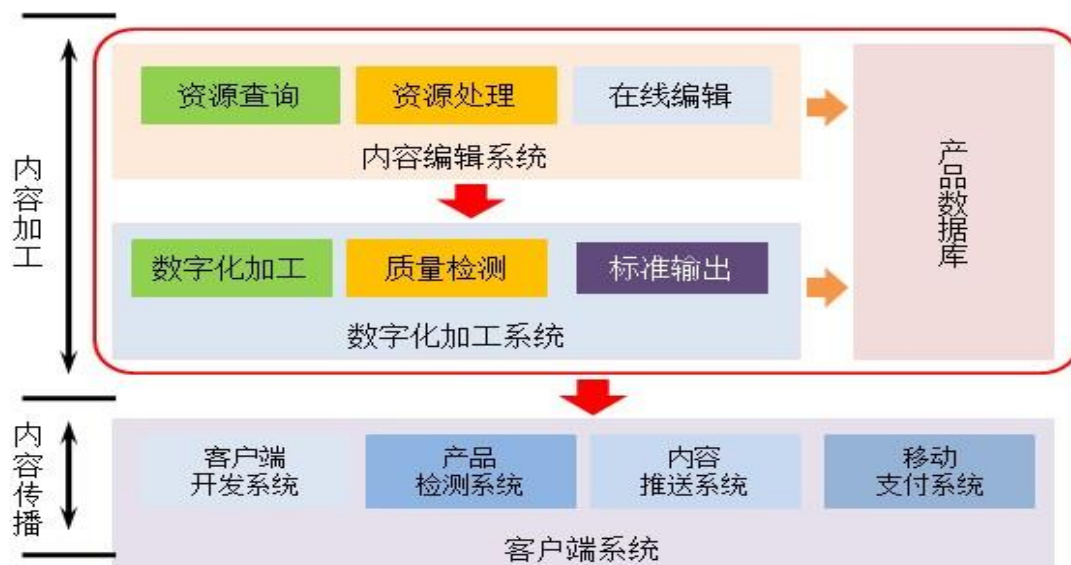 内容加工
资源查询
资源处理
在线编辑
内容编辑系统
数字化加工
质量检测
标准输出
数字化加工系统
产品数据库
内容传播
客户端
开发系统
产品
检测系统
内容
推送系统
移动
支付系统
客户端系统